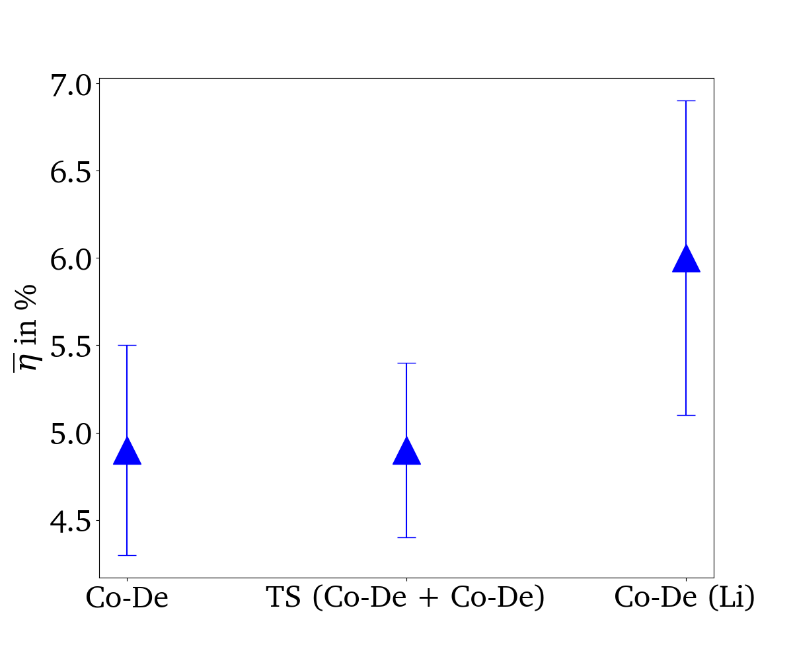 7.0
6.5
6.0
5.5
5.0
4.5
η̅ in %
Co-De
TS (Co-De + Co-De)
Co-De (Li)